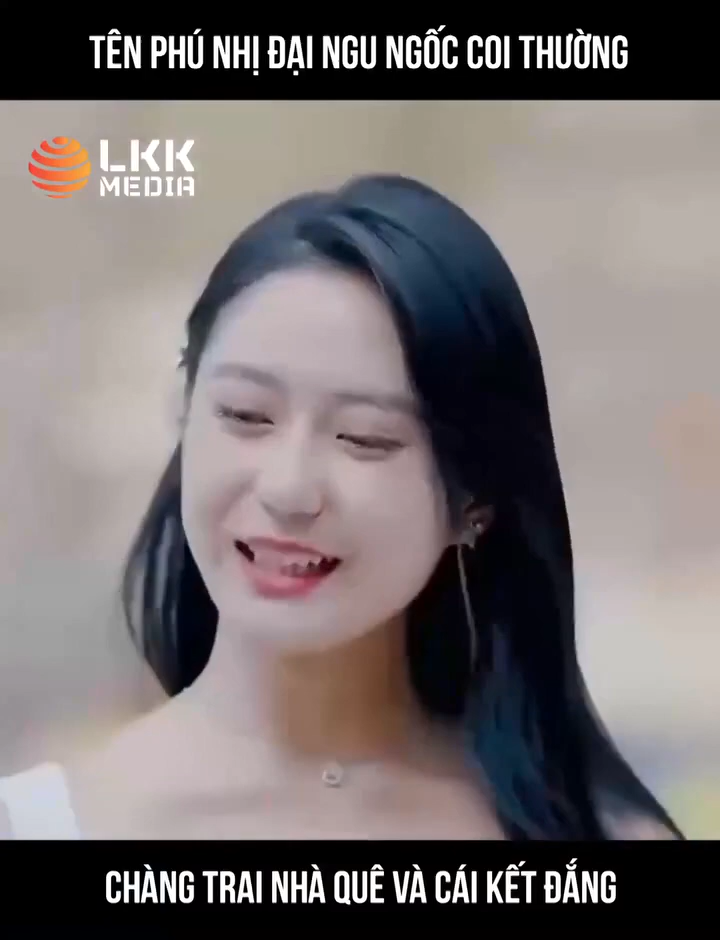 TÊN PHÚ NHỊ ĐẠI NGU NGỐC COI THƯỜNG
LKK
MEDIA
CHÀNG TRAI NHÀ QUÊ VÀ CÁI KẾT ĐẮNG